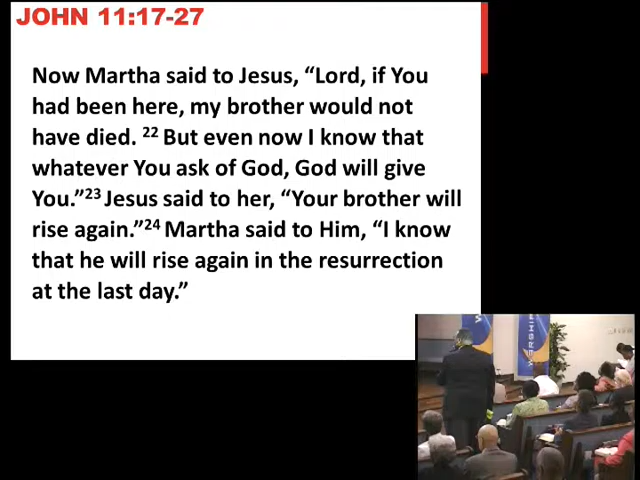 JOHN 11:17-27
Now Martha said to Jesus, “Lord, if You
had been here, my brother would not
have died. 22 But even now I know that
whatever You ask of God, God will give
You.”23 Jesus said to her, “Your brother will
rise again.”24 Martha said to Him, “I know
that he will rise again in the resurrection
at the last day.”
WORSHIP